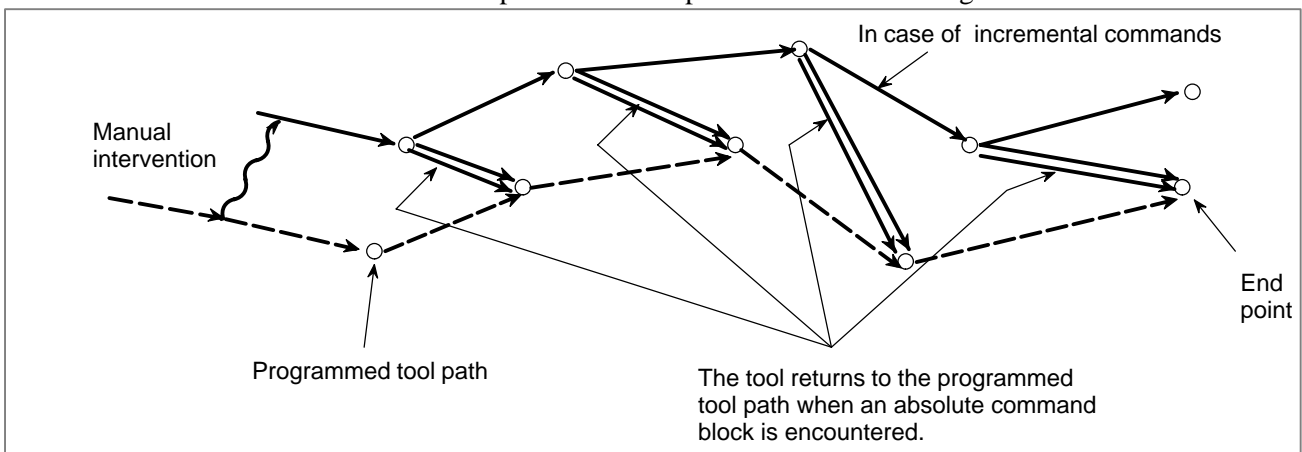 In case of incremental commands
Manual
intervention
End
point
Programmed tool path
The tool returns to the programmed
tool path when an absolute command
block is encountered.